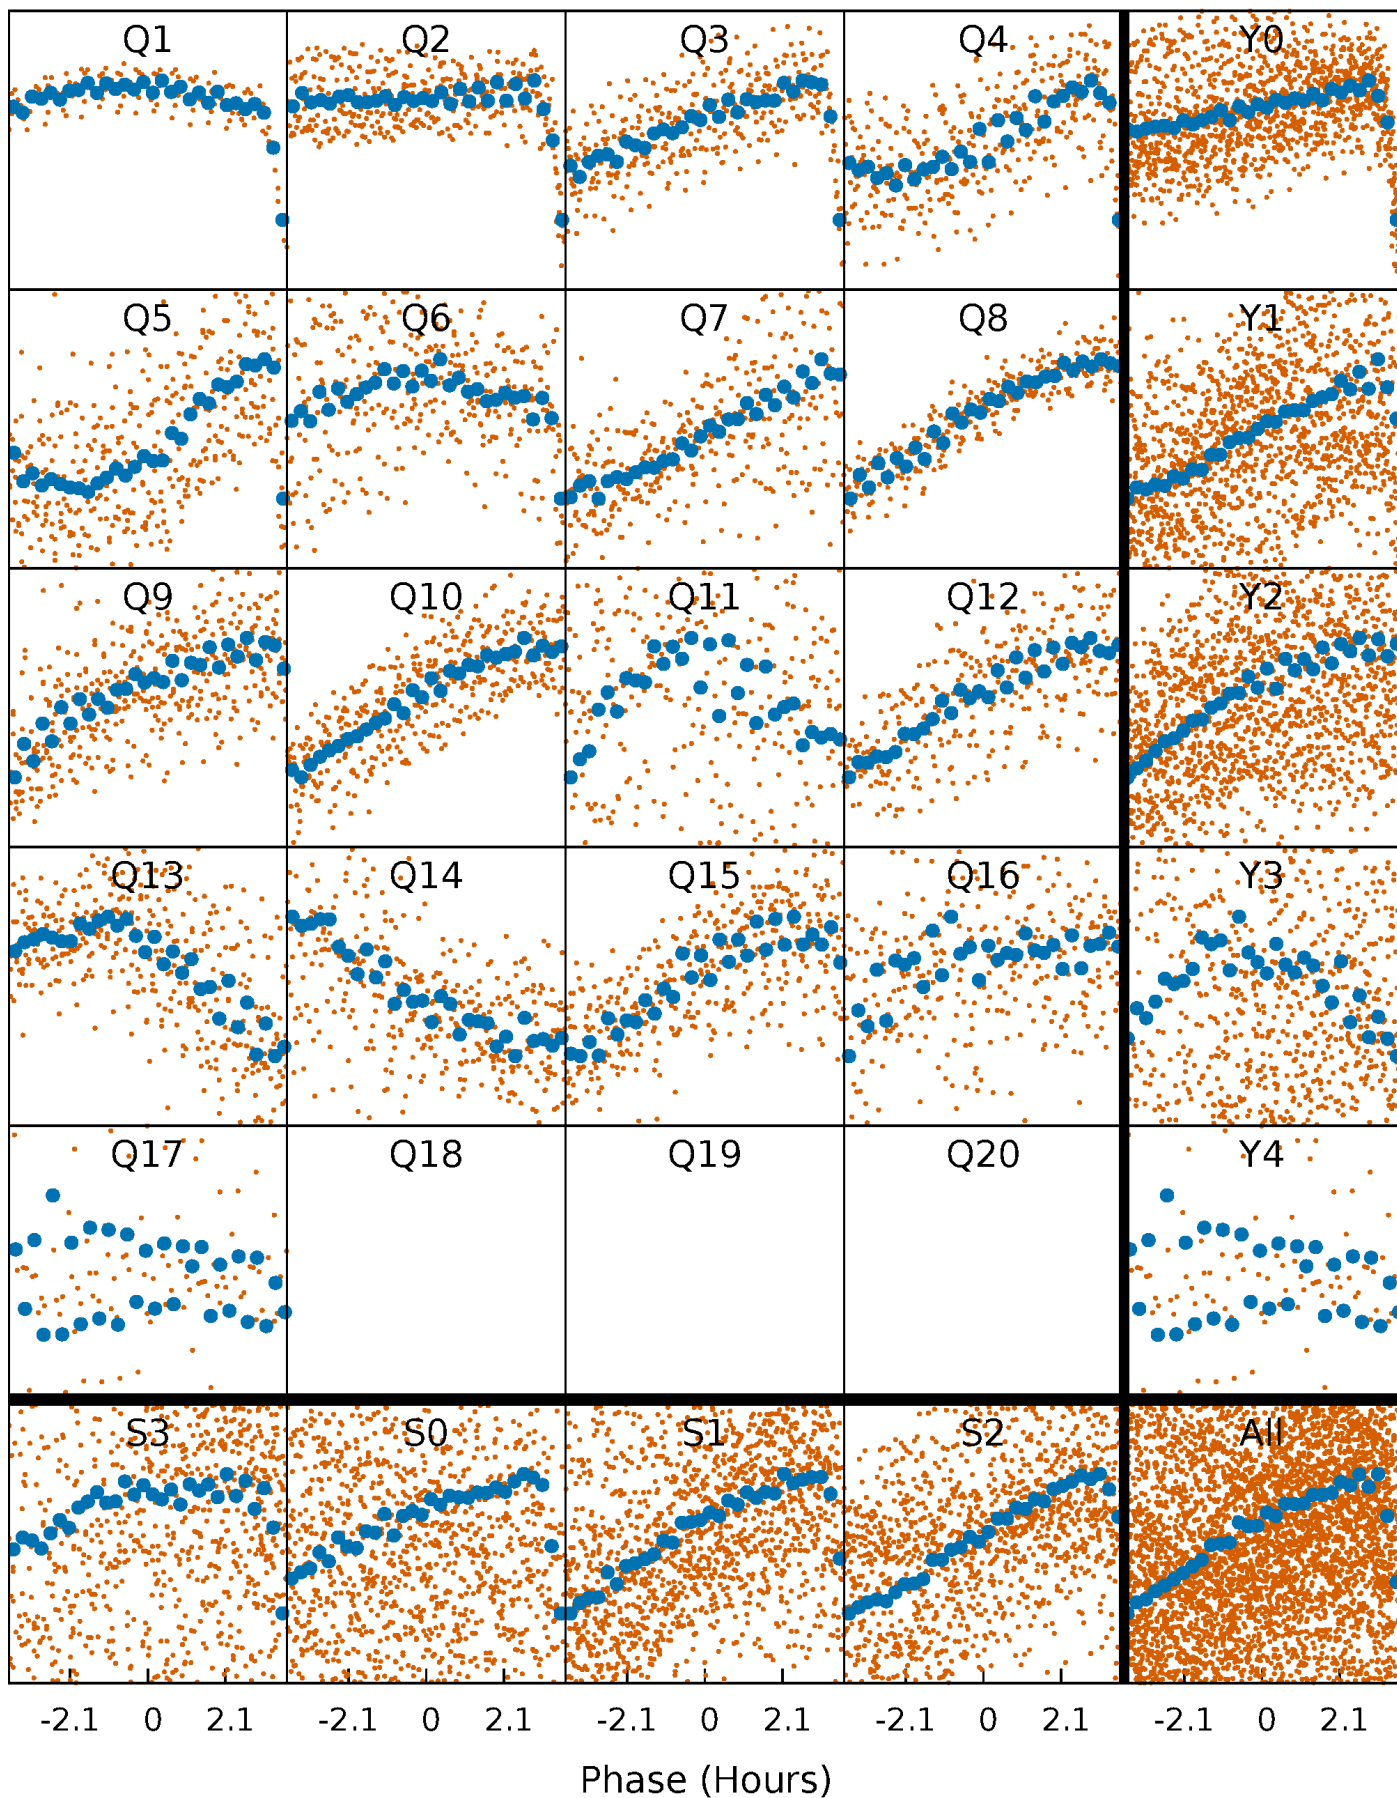 Q1 Q2 Q3 Q4 Y0
Q5 Q6 Q7 Q8 Y1
Q9 Q10 Q11 Q12 Y2
Q13 Q14 Q15 Q16 Y3
Q17 Q18 Q19 Q20 Y4
S3 S0 S1 S2 All
-2.1 0 2.1 -2.1 0 2.1 -2.1 0 2.1 -2.1 0 2.1 -2.1 0 2.1
Phase (Hours)